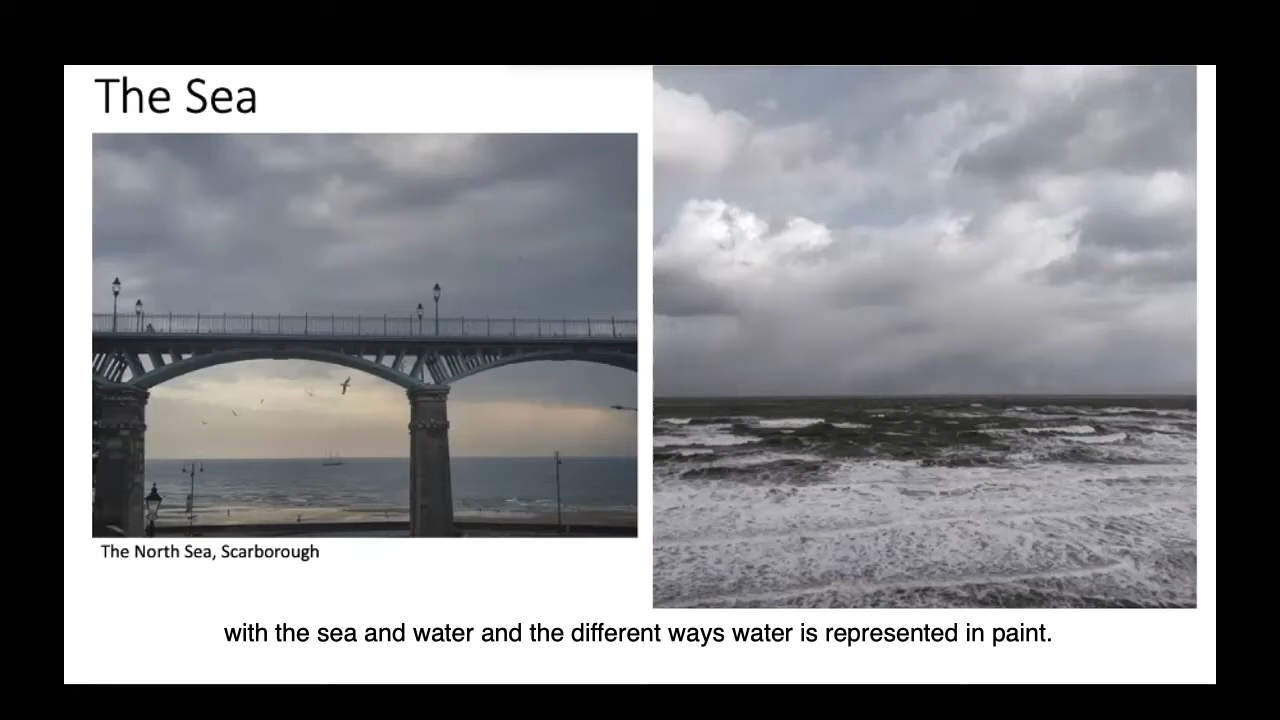 The Sea
The North Sea, Scarborough
with the sea and water and the different ways water is represented in paint.